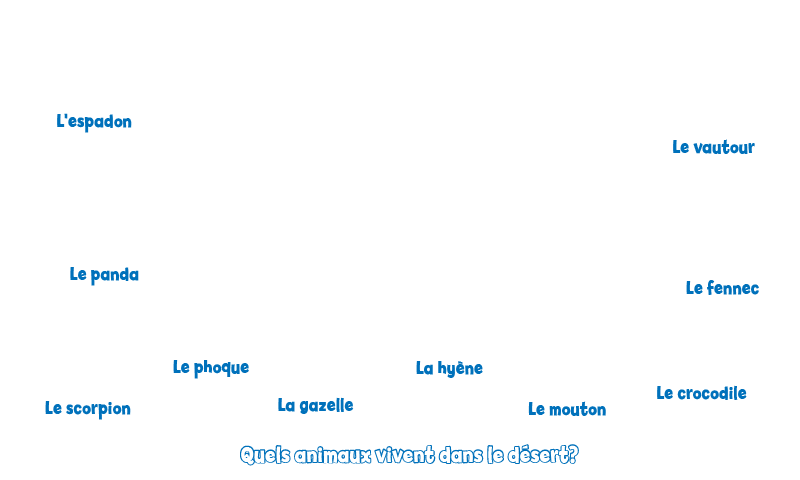 L'espadon
Le vautour
Le panda
Le fennec
Le phoque
La hyène
Le crocodile
Le scorpion
La gazelle
Le mouton
Quels animaux vivent dans le désert?